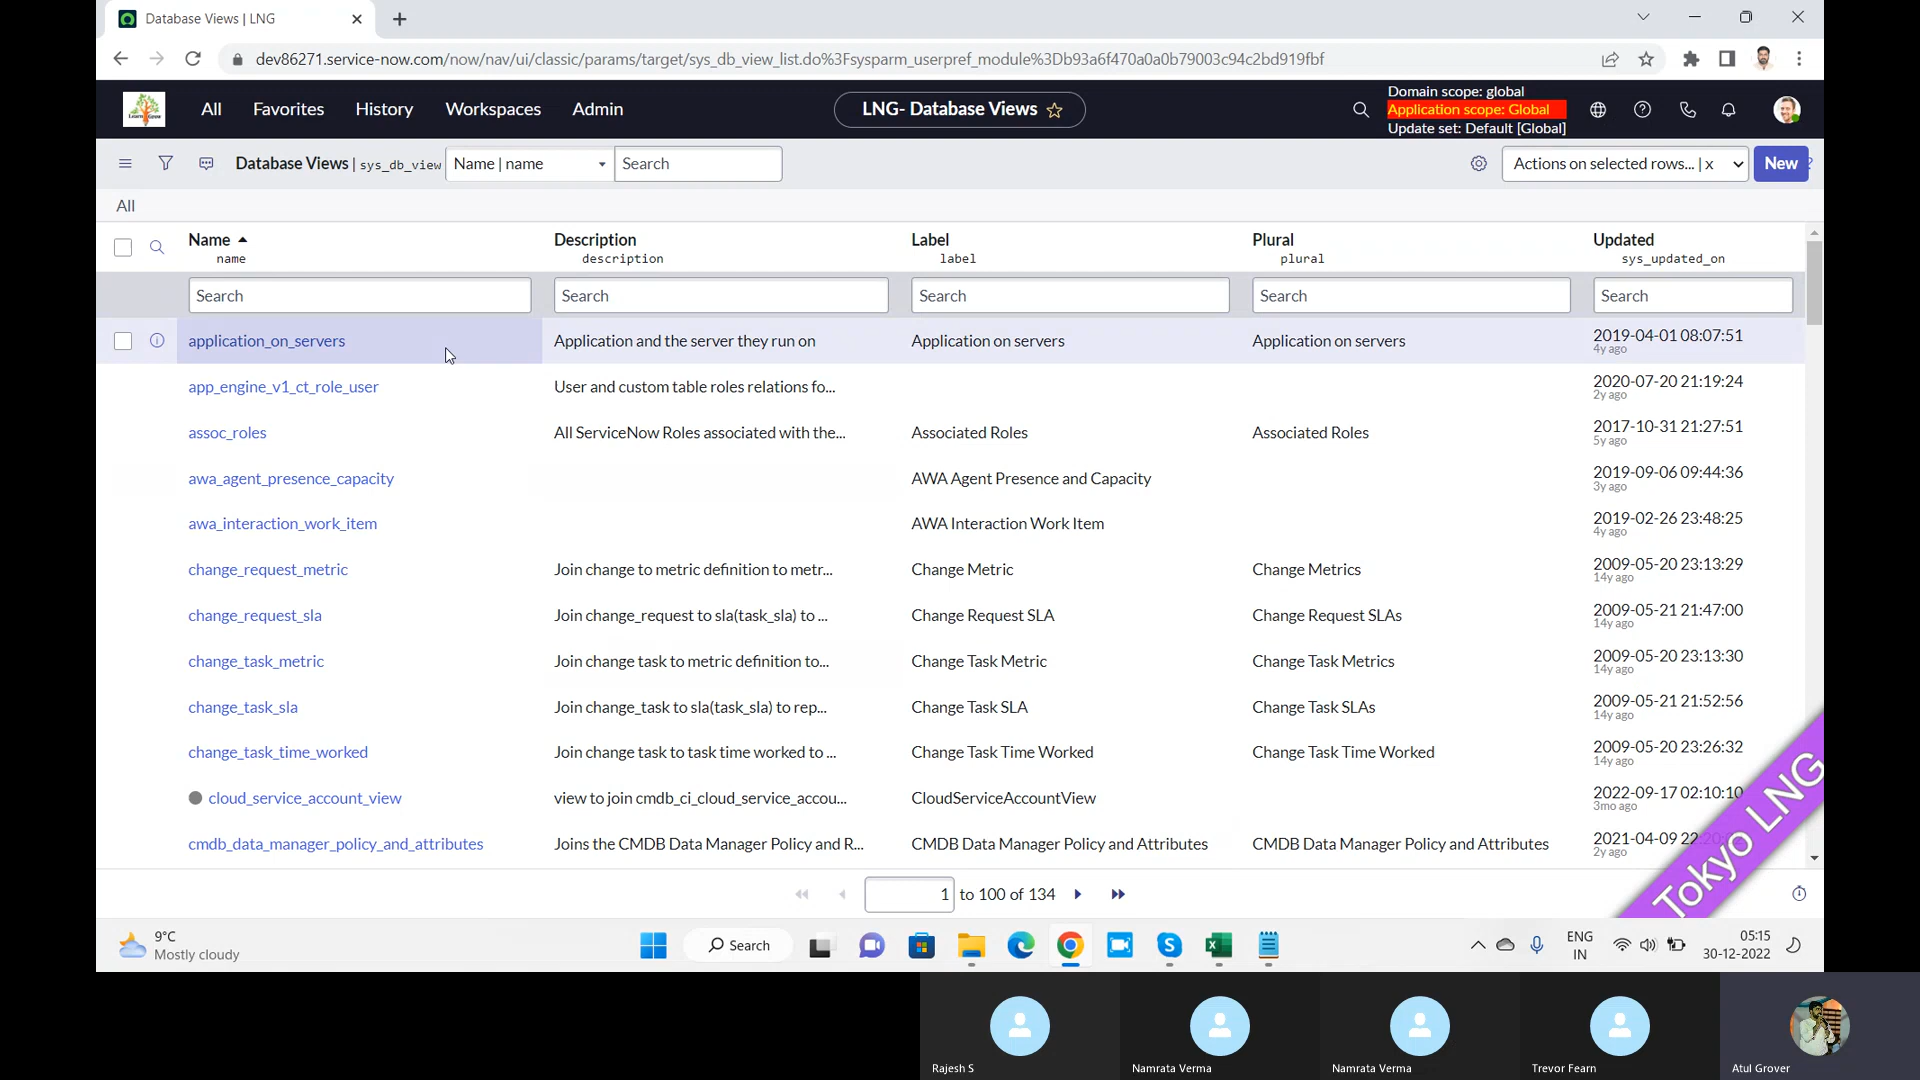 Database Views | LNG
dev86271.service-now.com/now/nav/ui/classic/params/target/sys_db_view_list.do%3Fsysparm_userpref_module%3Db93a6f470a0a0b79003c94c2bd919fbf
All Favorites History Workspaces Admin
LNG- Database Views
Domain scope: global
Application scope: Global
Update set: Default [Global]
Database Views | sys_db_view Name | name Search Actions on selected rows... | x New
All
Name Description Label Plural Updated
name description label plural sys_updated_on
Search Search Search Search Search
application_on_servers Application and the server they run on Application on servers Application on servers 2019-04-01 08:07:51
4y ago
app_engine_v1_ct_role_user User and custom table roles relations fo... 2020-07-20 21:19:24
2y ago
assoc_roles All ServiceNow Roles associated with the... Associated Roles Associated Roles 2017-10-31 21:27:51
5y ago
awa_agent_presence_capacity AWA Agent Presence and Capacity 2019-09-06 09:44:36
3y ago
awa_interaction_work_item AWA Interaction Work Item 2019-02-26 23:48:25
4y ago
change_request_metric Join change to metric definition to metr... Change Metric Change Metrics 2009-05-20 23:13:29
14y ago
change_request_sla Join change_request to sla(task_sla) to ... Change Request SLA Change Request SLAs 2009-05-21 21:47:00
14y ago
change_task_metric Join change task to metric definition to... Change Task Metric Change Task Metrics 2009-05-20 23:13:30
14y ago
change_task_sla Join change_task to sla(task_sla) to rep... Change Task SLA Change Task SLAs 2009-05-21 21:52:56
14y ago
change_task_time_worked Join change task to task time worked to ... Change Task Time Worked Change Task Time Worked 2009-05-20 23:26:32
14y ago
cloud_service_account_view view to join cmdb_ci_cloud_service_accou... CloudServiceAccountView 2022-09-17 02:10:10
3mo ago
cmdb_data_manager_policy_and_attributes Joins the CMDB Data Manager Policy and R... CMDB Data Manager Policy and Attributes CMDB Data Manager Policy and Attributes 2021-04-09
2y ago
Tokyo LNG
1 to 100 of 134
9°C
Mostly cloudy
Search
ENG
IN
05:15
30-12-2022
Rajesh S Namrata Verma Namrata Verma Trevor Fearn Atul Grover